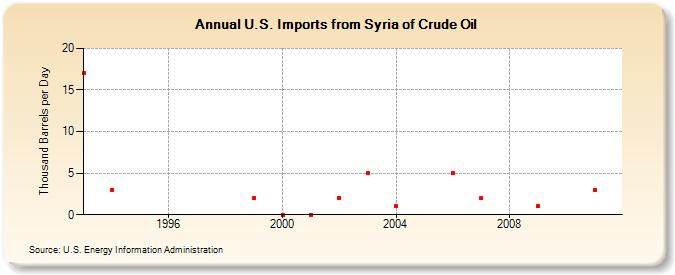 Annual U.S. Imports from Syria of Crude Oil
Thousand Barrels per Day
20
15
10
5
0
1996 2000 2004 2008
Source: U.S. Energy Information Administration